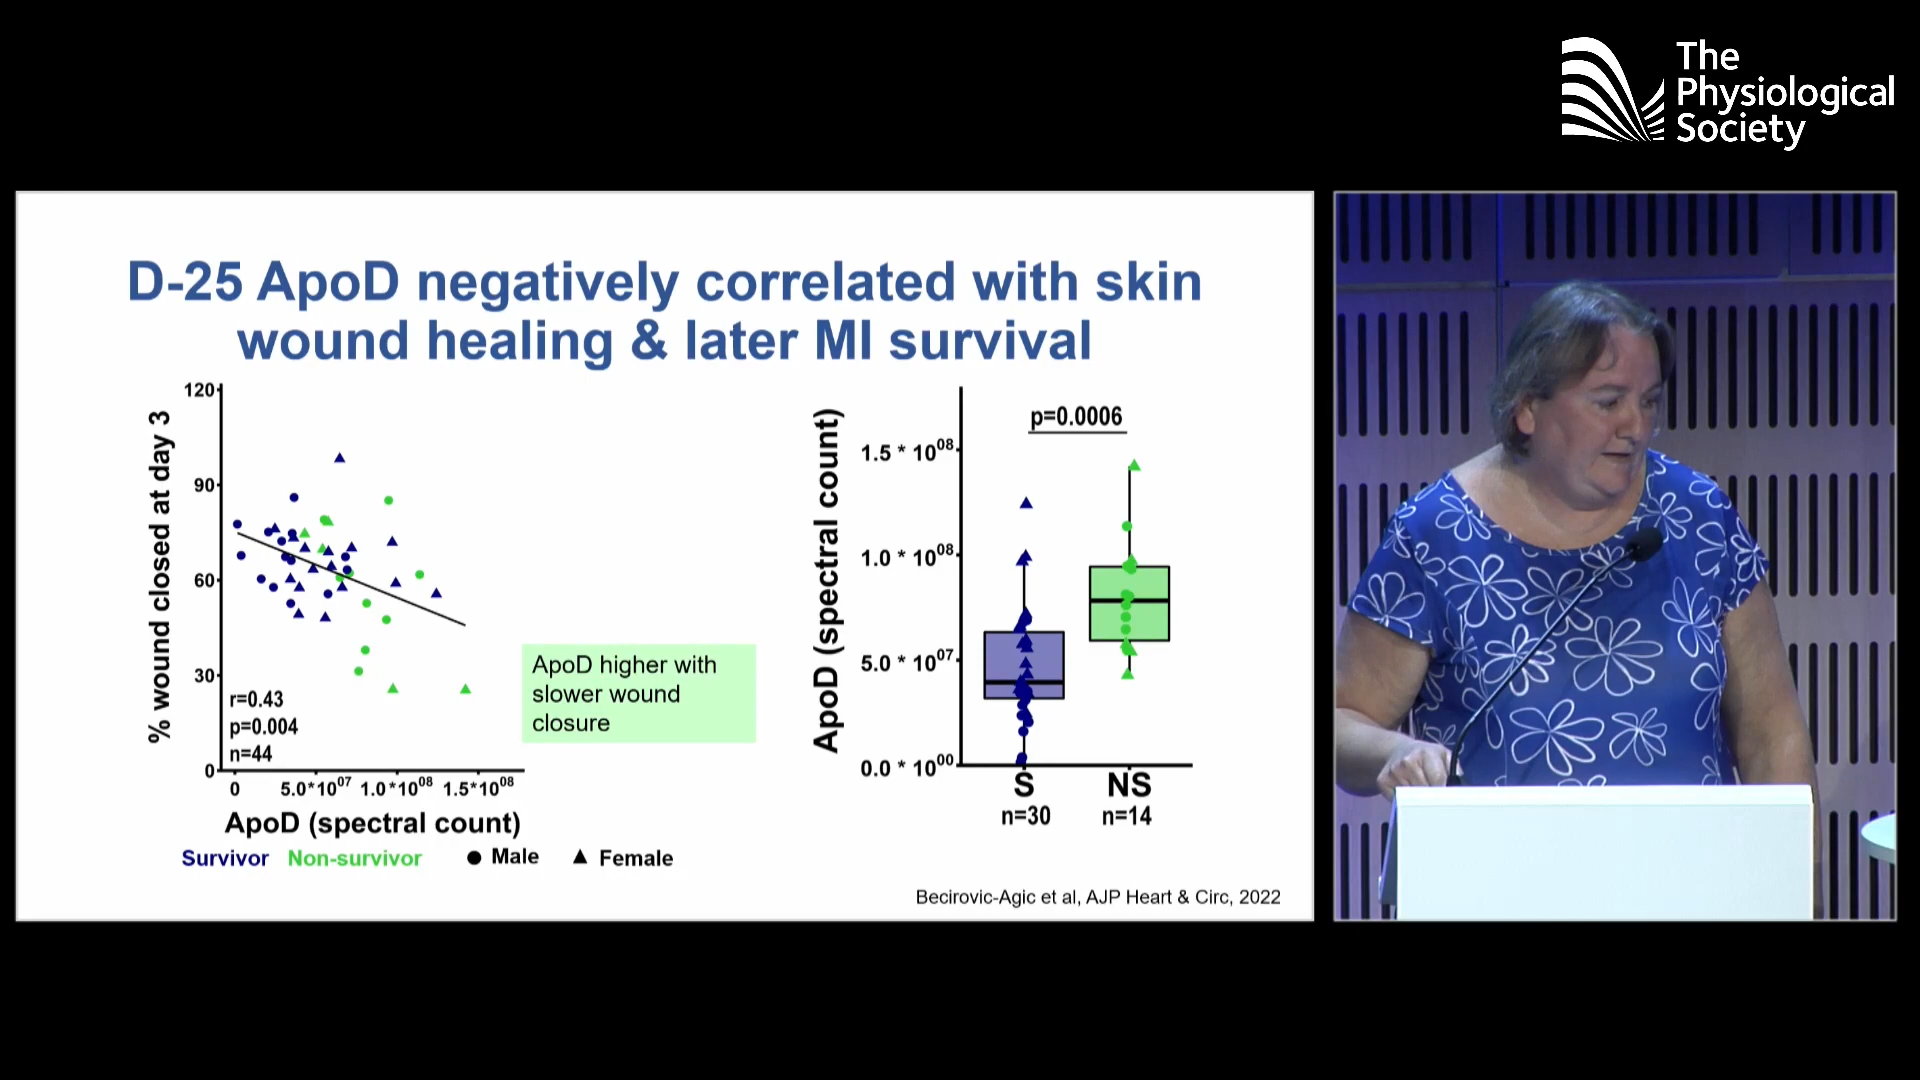 The
Physiological
Society
D-25 ApoD negatively correlated with skin
wound healing & later MI survival
% wound closed at day 3
120
90
60
30
0
r=0.43
p=0.004
n=44
0 5.0*10⁰⁷ 1.0*10⁰⁸ 1.5*10⁰⁸
ApoD (spectral count)
Survivor Non-survivor Male Female
ApoD higher with
slower wound
closure
ApoD (spectral count)
p=0.0006
1.5 * 10⁰⁸
1.0 * 10⁰⁸
5.0 * 10⁰⁷
0.0 * 10⁰⁰
S NS
n=30 n=14
Becirovic-Agic et al, AJP Heart & Circ, 2022